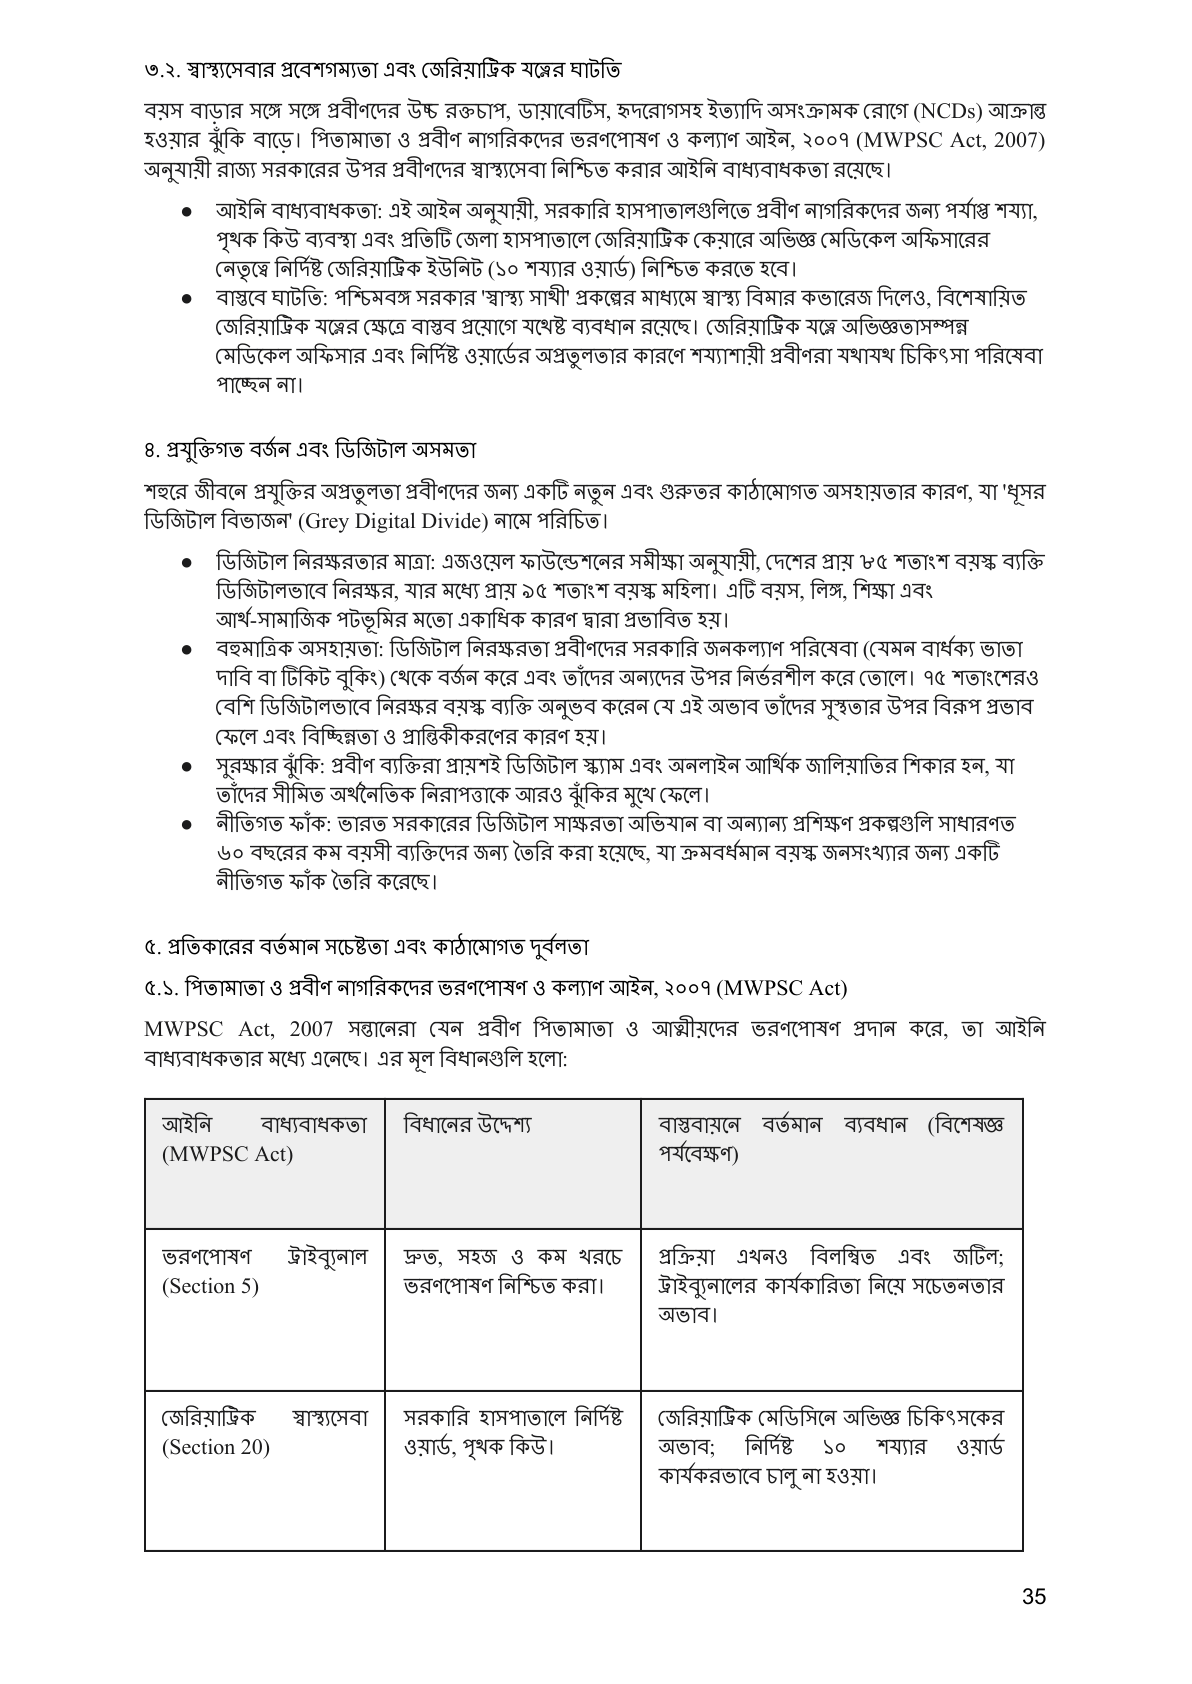 ৩.২. স্বাস্থ্যসেবার প্রবেশগম্যতা এবং জেরিয়াট্রিক যত্নের ঘাটতি
বয়স বাড়ার সঙ্গে সঙ্গে প্রবীণদের উচ্চ রক্তচাপ, ডায়াবেটিস, হৃদরোগসহ ইত্যাদি অসংক্রামক রোগে (NCDs) আক্রান্ত
হওয়ার ঝুঁকি বাড়ে। পিতামাতা ও প্রবীণ নাগরিকদের ভরণপোষণ ও কল্যাণ আইন, ২০০৭ (MWPSC Act, 2007)
অনুযায়ী রাজ্য সরকারের উপর প্রবীণদের স্বাস্থ্যসেবা নিশ্চিত করার আইনি বাধ্যবাধকতা রয়েছে।
● আইনি বাধ্যবাধকতা: এই আইন অনুযায়ী, সরকারি হাসপাতালগুলিতে প্রবীণ নাগরিকদের জন্য পর্যাপ্ত শয্যা,
পৃথক কিউ ব্যবস্থা এবং প্রতিটি জেলা হাসপাতালে জেরিয়াট্রিক কেয়ারে অভিজ্ঞ মেডিকেল অফিসারের
নেতৃত্বে নির্দিষ্ট জেরিয়াট্রিক ইউনিট (১০ শয্যার ওয়ার্ড) নিশ্চিত করতে হবে।
● বাস্তবে ঘাটতি: পশ্চিমবঙ্গ সরকার 'স্বাস্থ্য সাথী' প্রকল্পের মাধ্যমে স্বাস্থ্য বিমার কভারেজ দিলেও, বিশেষায়িত
জেরিয়াট্রিক যত্নের ক্ষেত্রে বাস্তব প্রয়োগে যথেষ্ট ব্যবধান রয়েছে। জেরিয়াট্রিক যত্নে অভিজ্ঞতাসম্পন্ন
মেডিকেল অফিসার এবং নির্দিষ্ট ওয়ার্ডের অপ্রতুলতার কারণে শয্যাশায়ী প্রবীণরা যথাযথ চিকিৎসা পরিষেবা
পাচ্ছেন না।
৪. প্রযুক্তিগত বর্জন এবং ডিজিটাল অসমতা
শহুরে জীবনে প্রযুক্তির অপ্রতুলতা প্রবীণদের জন্য একটি নতুন এবং গুরুতর কাঠামোগত অসহায়তার কারণ, যা 'ধূসর
ডিজিটাল বিভাজন' (Grey Digital Divide) নামে পরিচিত।
● ডিজিটাল নিরক্ষরতার মাত্রা: এজওয়েল ফাউন্ডেশনের সমীক্ষা অনুযায়ী, দেশের প্রায় ৮৫ শতাংশ বয়স্ক ব্যক্তি
ডিজিটালভাবে নিরক্ষর, যার মধ্যে প্রায় ৯৫ শতাংশ বয়স্ক মহিলা। এটি বয়স, লিঙ্গ, শিক্ষা এবং
আর্থ-সামাজিক পটভূমির মতো একাধিক কারণ দ্বারা প্রভাবিত হয়।
● বহুমাত্রিক অসহায়তা: ডিজিটাল নিরক্ষরতা প্রবীণদের সরকারি জনকল্যাণ পরিষেবা (যেমন বার্ধক্য ভাতা
দাবি বা টিকিট বুকিং) থেকে বর্জন করে এবং তাঁদের অন্যদের উপর নির্ভরশীল করে তোলে। ৭৫ শতাংশেরও
বেশি ডিজিটালভাবে নিরক্ষর বয়স্ক ব্যক্তি অনুভব করেন যে এই অভাব তাঁদের সুস্থতার উপর বিরূপ প্রভাব
ফেলে এবং বিচ্ছিন্নতা ও প্রান্তিকীকরণের কারণ হয়।
● সুরক্ষার ঝুঁকি: প্রবীণ ব্যক্তিরা প্রায়শই ডিজিটাল স্ক্যাম এবং অনলাইন আর্থিক জালিয়াতির শিকার হন, যা
তাঁদের সীমিত অর্থনৈতিক নিরাপত্তাকে আরও ঝুঁকির মুখে ফেলে।
● নীতিগত ফাঁক: ভারত সরকারের ডিজিটাল সাক্ষরতা অভিযান বা অন্যান্য প্রশিক্ষণ প্রকল্পগুলি সাধারণত
৬০ বছরের কম বয়সী ব্যক্তিদের জন্য তৈরি করা হয়েছে, যা ক্রমবর্ধমান বয়স্ক জনসংখ্যার জন্য একটি
নীতিগত ফাঁক তৈরি করেছে।
৫. প্রতিকারের বর্তমান সচেষ্টতা এবং কাঠামোগত দুর্বলতা
৫.১. পিতামাতা ও প্রবীণ নাগরিকদের ভরণপোষণ ও কল্যাণ আইন, ২০০৭ (MWPSC Act)
MWPSC Act, 2007 সন্তানেরা যেন প্রবীণ পিতামাতা ও আত্মীয়দের ভরণপোষণ প্রদান করে, তা আইনি
বাধ্যবাধকতার মধ্যে এনেছে। এর মূল বিধানগুলি হলো:
আইনি বাধ্যবাধকতা
(MWPSC Act)
বিধানের উদ্দেশ্য
বাস্তবায়নে বর্তমান ব্যবধান (বিশেষজ্ঞ
পর্যবেক্ষণ)
ভরণপোষণ ট্রাইব্যুনাল
(Section 5)
দ্রুত, সহজ ও কম খরচে
ভরণপোষণ নিশ্চিত করা।
প্রক্রিয়া এখনও বিলম্বিত এবং জটিল;
ট্রাইব্যুনালের কার্যকারিতা নিয়ে সচেতনতার
অভাব।
জেরিয়াট্রিক স্বাস্থ্যসেবা
(Section 20)
সরকারি হাসপাতালে নির্দিষ্ট
ওয়ার্ড, পৃথক কিউ।
জেরিয়াট্রিক মেডিসিনে অভিজ্ঞ চিকিৎসকের
অভাব; নির্দিষ্ট ১০ শয্যার ওয়ার্ড
কার্যকরভাবে চালু না হওয়া।
35